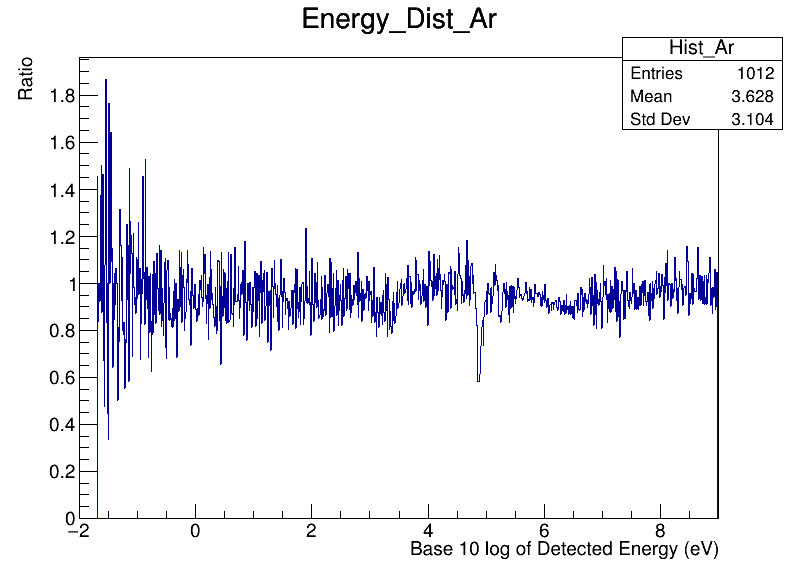 Energy_Dist_Ar
Hist_Ar
Entries 1012
Mean 3.628
Std Dev 3.104
Ratio
1.8
1.6
1.4
1.2
1
0.8
0.6
0.4
0.2
0
−2 0 2 4 6 8
Base 10 log of Detected Energy (eV)